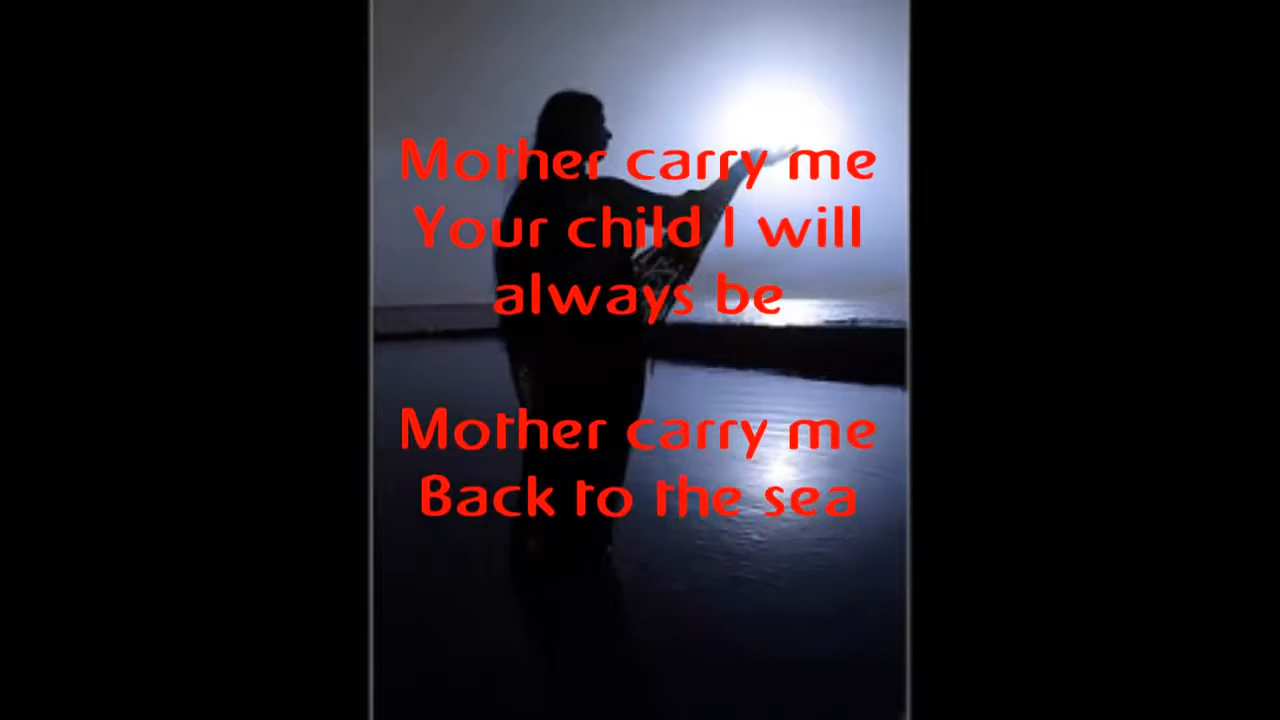 Mother carry me
Your child I will
always be
Mother carry me
Back to the sea